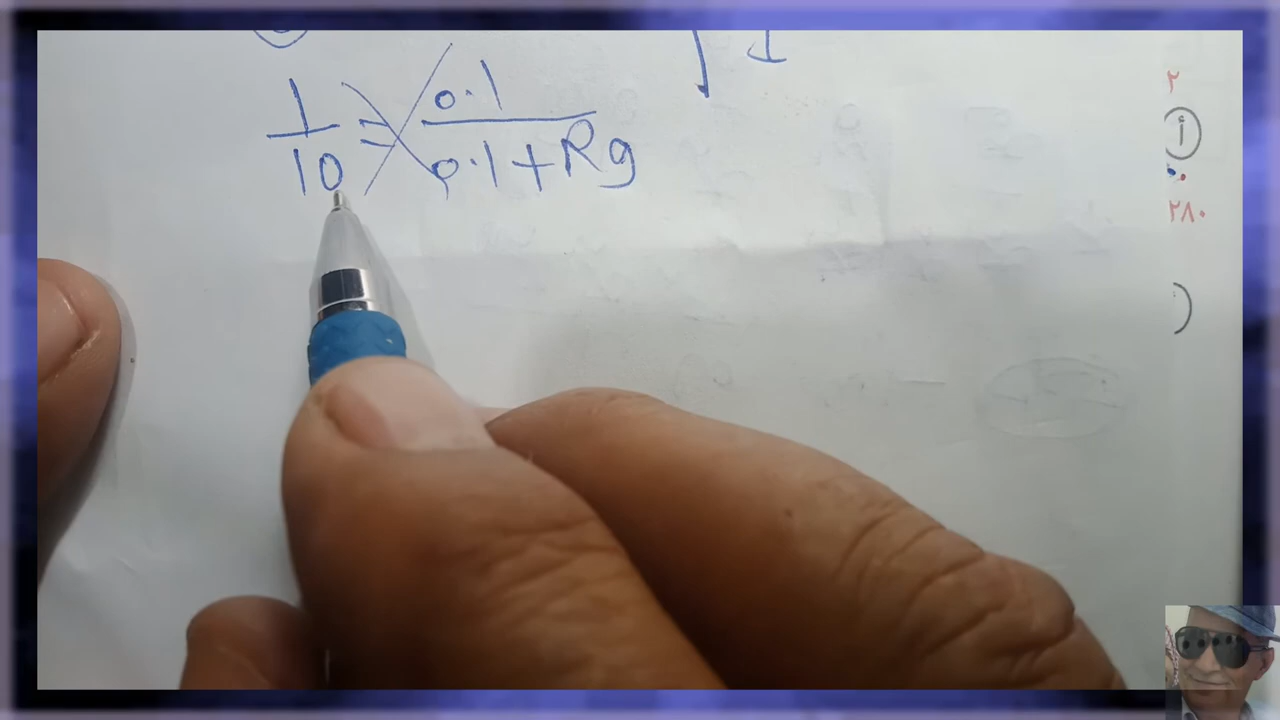 1/10 = 0.1/(0.1+Rg)
I
٢
أ
٢٨٠
)